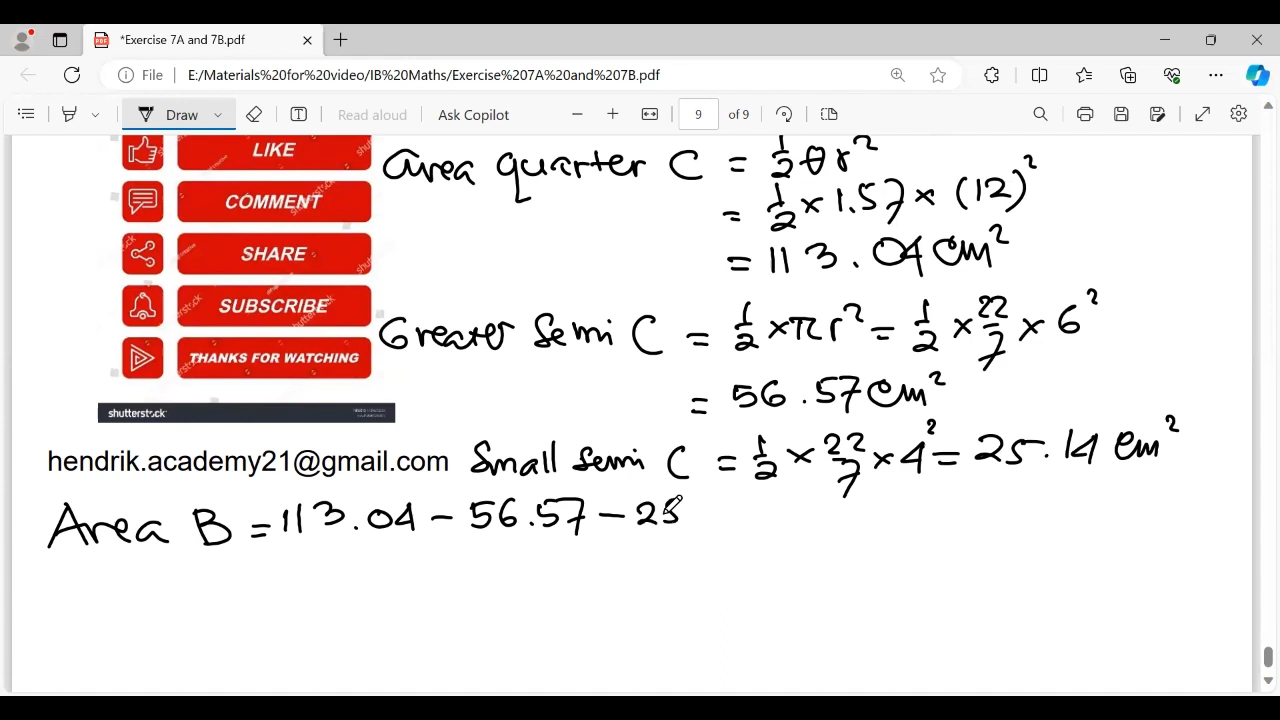 *Exercise 7A and 7B.pdf
File E:/Materials%20for%20video/IB%20Maths/Exercise%207A%20and%207B.pdf
Draw Read aloud Ask Copilot 9 of 9
LIKE
COMMENT
SHARE
SUBSCRIBE
THANKS FOR WATCHING
shutterstock
hendrik.academy21@gmail.com
Area quarter C = 1/2 θr²
= 1/2 × 1.57 × (12)²
= 113.04 cm²
Greater Semi C = 1/2 × πr² = 1/2 × 22/7 × 6²
= 56.57 cm²
Small Semi C = 1/2 × 22/7 × 4² = 25.14 cm²
Area B = 113.04 − 56.57 − 25